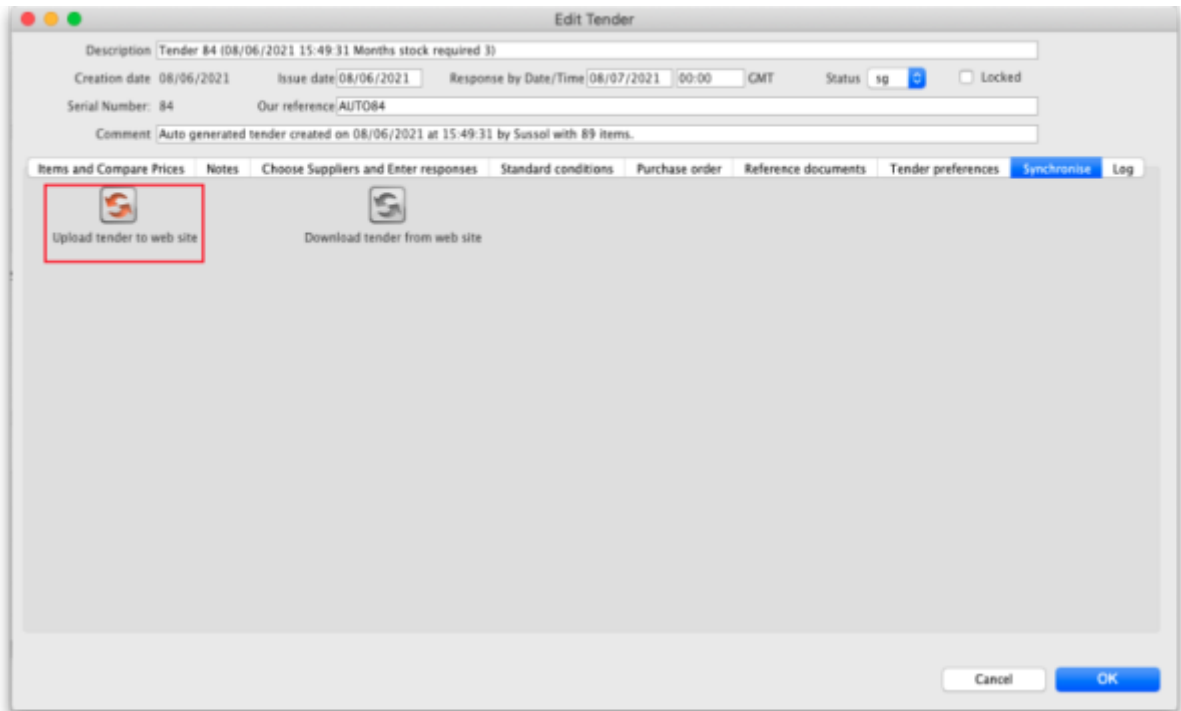 Edit Tender
Description Tender 84 (08/06/2021 15:49:31 Months stock required 3)
Creation date 08/06/2021 Issue date 08/06/2021 Response by Date/Time 08/07/2021 00:00 GMT Status sg Locked
Serial Number: 84 Our reference AUTO84
Comment Auto generated tender created on 08/06/2021 at 15:49:31 by Sussol with 89 items.
Items and Compare Prices Notes Choose Suppliers and Enter responses Standard conditions Purchase order Reference documents Tender preferences Synchronise Log
Upload tender to web site Download tender from web site
Cancel OK